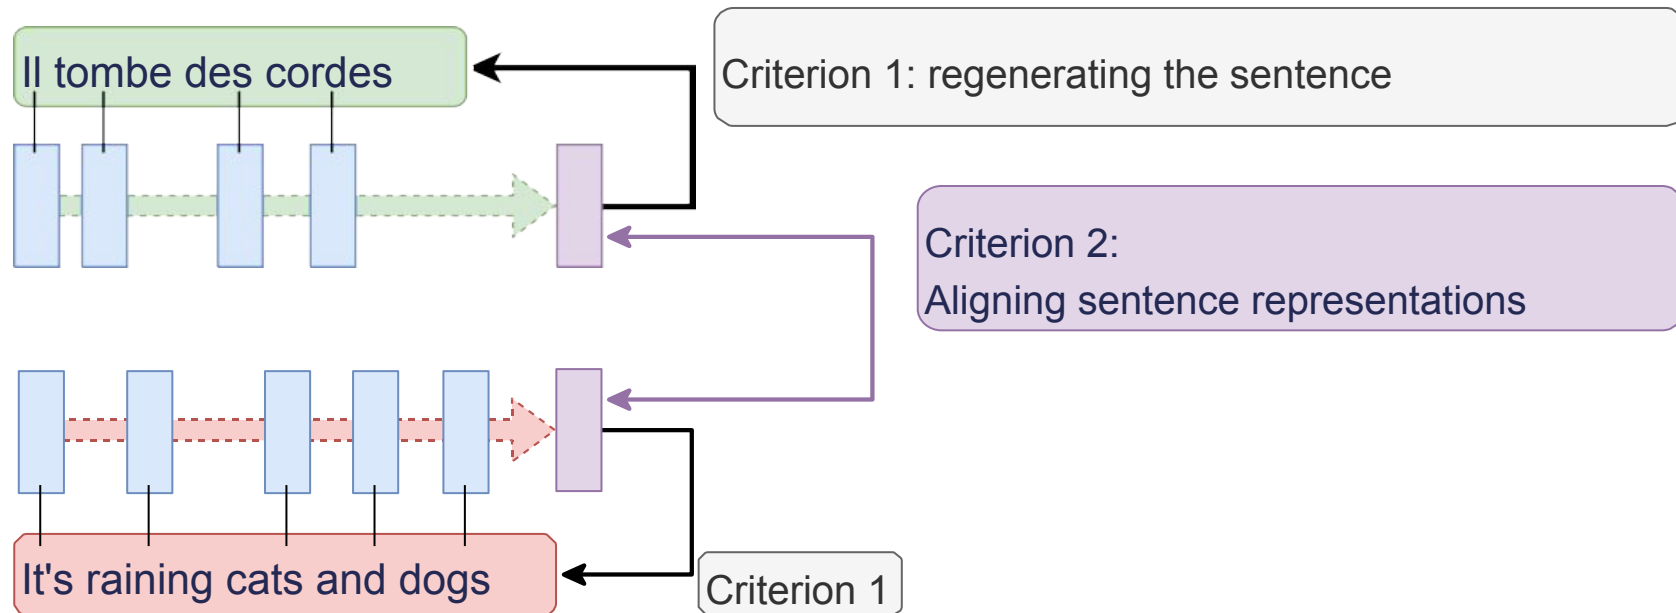 Il tombe des cordes
Criterion 1: regenerating the sentence
Criterion 2:
Aligning sentence representations
It's raining cats and dogs
Criterion 1